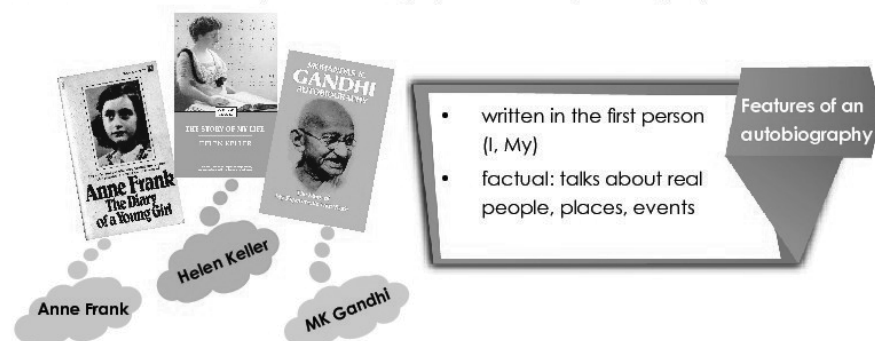 Anne Frank
The Diary
of a Young Girl
THE STORY OF MY LIFE
HELEN KELLER
MOHANDAS K.
GANDHI
AUTOBIOGRAPHY
Anne Frank
Helen Keller
MK Gandhi
• written in the first person
(I, My)
• factual: talks about real
people, places, events
Features of an
autobiography